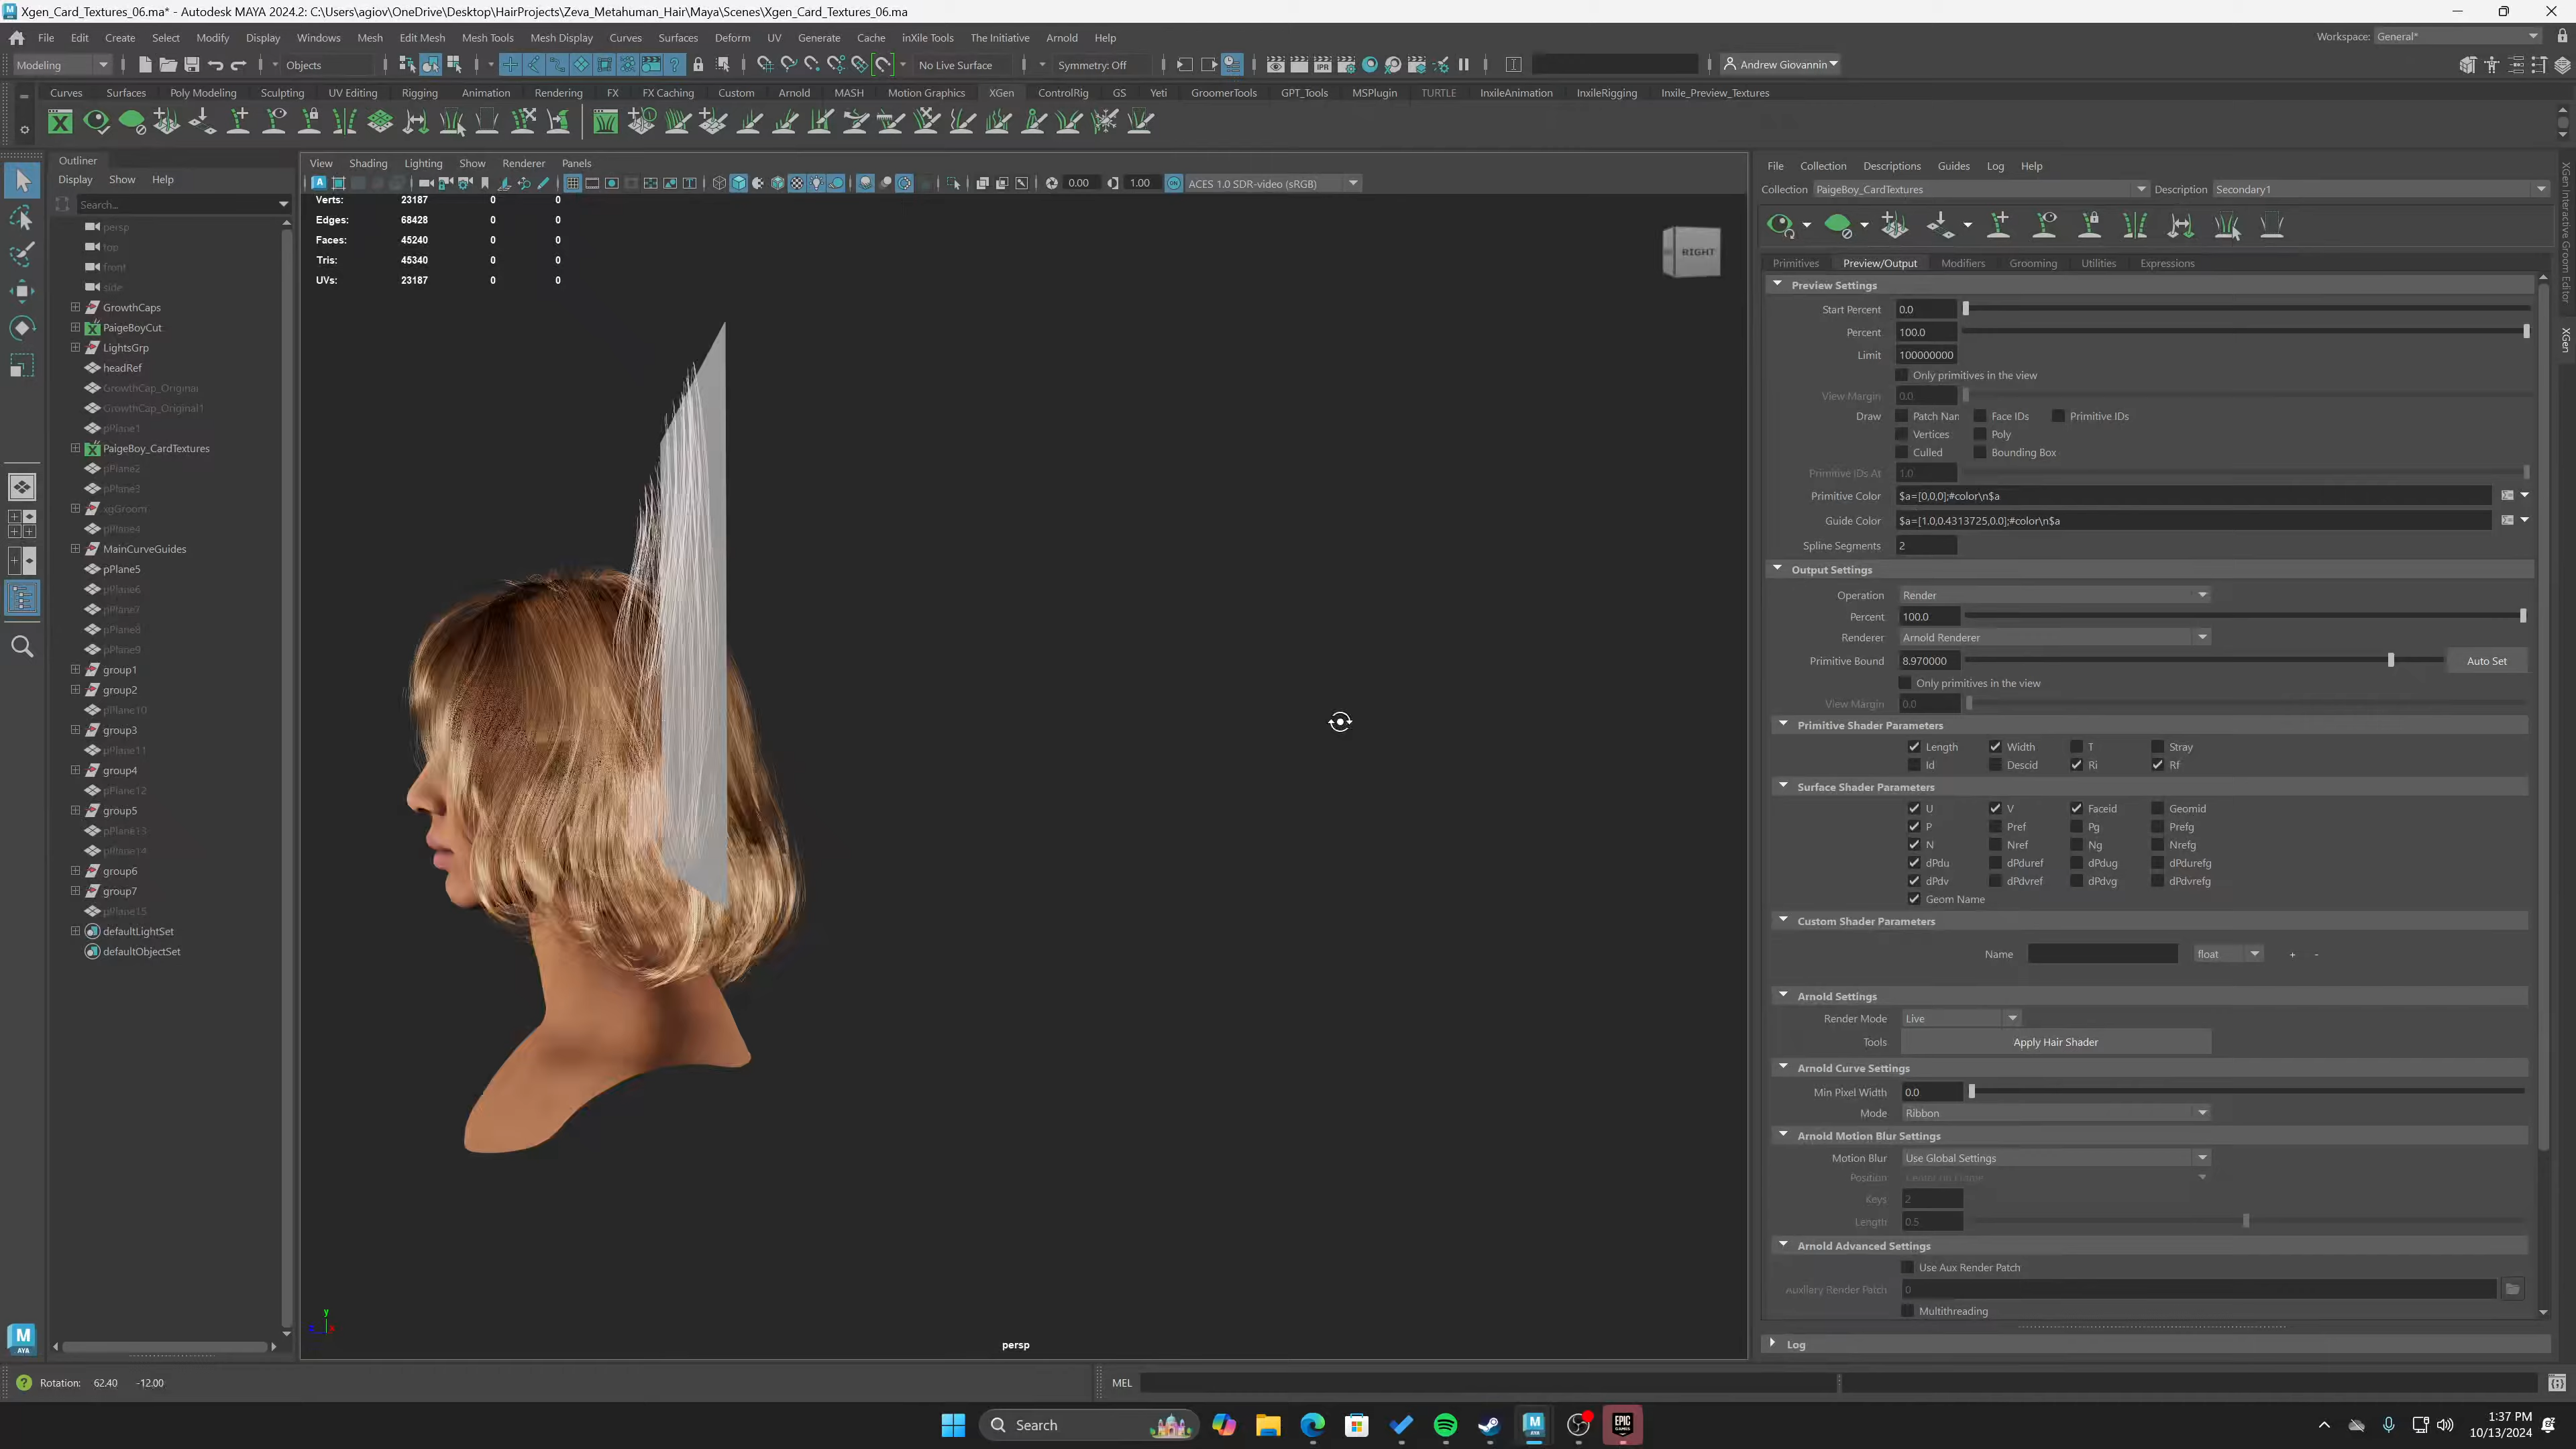 Xgen_Card_Textures_06.ma* - Autodesk MAYA 2024.2: C:\Users\agiov\OneDrive\Desktop\HairProjects\Zeva_Metahuman_Hair\Maya\Scenes\Xgen_Card_Textures_06.ma
File Edit Create Select Modify Display Windows Mesh Edit Mesh Mesh Tools Mesh Display Curves Surfaces Deform UV Generate Cache inXile Tools The Initiative Arnold Help
Workspace: General*
Modeling Objects No Live Surface Symmetry: Off Andrew Giovannin
Curves Surfaces Poly Modeling Sculpting UV Editing Rigging Animation Rendering FX FX Caching Custom Arnold MASH Motion Graphics XGen ControlRig GS Yeti GroomerTools GPT_Tools MSPlugin TURTLE InxileAnimation InxileRigging Inxile_Preview_Textures
Outliner
Display Show Help
Search...
persp
top
front
side
GrowthCaps
PaigeBoyCut
LightsGrp
headRef
GrowthCap_Original
GrowthCap_Original1
pPlane1
PaigeBoy_CardTextures
pPlane2
pPlane3
xgGroom
pPlane4
MainCurveGuides
pPlane5
pPlane6
pPlane7
pPlane8
pPlane9
group1
group2
pPlane10
group3
pPlane11
group4
pPlane12
group5
pPlane13
pPlane14
group6
group7
pPlane15
defaultLightSet
defaultObjectSet
View Shading Lighting Show Renderer Panels
0.00 1.00 ACES 1.0 SDR-video (sRGB)
Verts: 23187 0 0
Edges: 68428 0 0
Faces: 45240 0 0
Tris: 45340 0 0
UVs: 23187 0 0
RIGHT
y
persp
File Collection Descriptions Guides Log Help
Collection PaigeBoy_CardTextures Description Secondary1
Primitives Preview/Output Modifiers Grooming Utilities Expressions
Preview Settings
Start Percent 0.0
Percent 100.0
Limit 100000000
Only primitives in the view
View Margin 0.0
Draw Patch Nar Face IDs Primitive IDs
Vertices Poly
Culled Bounding Box
Primitive IDs At 1.0
Primitive Color $a=[0,0,0];#color\n$a
Guide Color $a=[1.0,0.4313725,0.0];#color\n$a
Spline Segments 2
Output Settings
Operation Render
Percent 100.0
Renderer Arnold Renderer
Primitive Bound 8.970000 Auto Set
Only primitives in the view
View Margin 0.0
Primitive Shader Parameters
Length Width T Stray
Id Descid Ri Rf
Surface Shader Parameters
U V Faceid Geomid
P Pref Pg Prefg
N Nref Ng Nrefg
dPdu dPduref dPdug dPdurefg
dPdv dPdvref dPdvg dPdvrefg
Geom Name
Custom Shader Parameters
Name float + -
Arnold Settings
Render Mode Live
Tools Apply Hair Shader
Arnold Curve Settings
Min Pixel Width 0.0
Mode Ribbon
Arnold Motion Blur Settings
Motion Blur Use Global Settings
Position Center on Frame
Keys 2
Length 0.5
Arnold Advanced Settings
Use Aux Render Patch
Auxiliary Render Patch 0
Multithreading
Log
XGen Interactive Groom Editor
XGen
Rotation: 62.40 -12.00
MEL
Search
EPIC GAMES
1:37 PM
10/13/2024